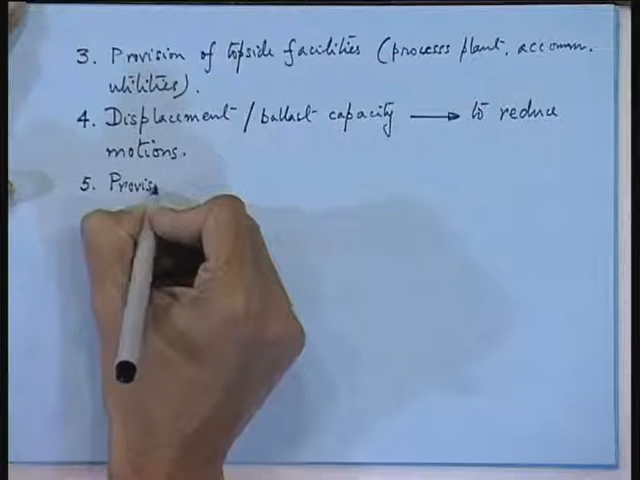 3. Provision of topside facilities (process plant, accomm.
utilities).
4. Displacement / ballast capacity → to reduce
motions.
5. Provis